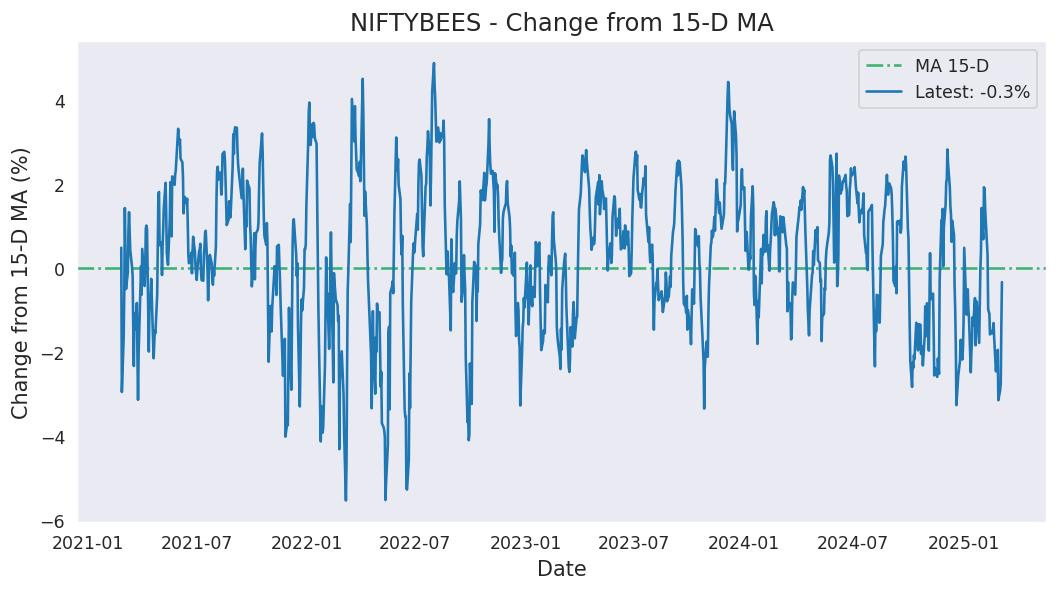 NIFTYBEES - Change from 15-D MA
MA 15-D
Latest: -0.3%
Change from 15-D MA (%)
4
2
0
−2
−4
−6
2021-01 2021-07 2022-01 2022-07 2023-01 2023-07 2024-01 2024-07 2025-01
Date